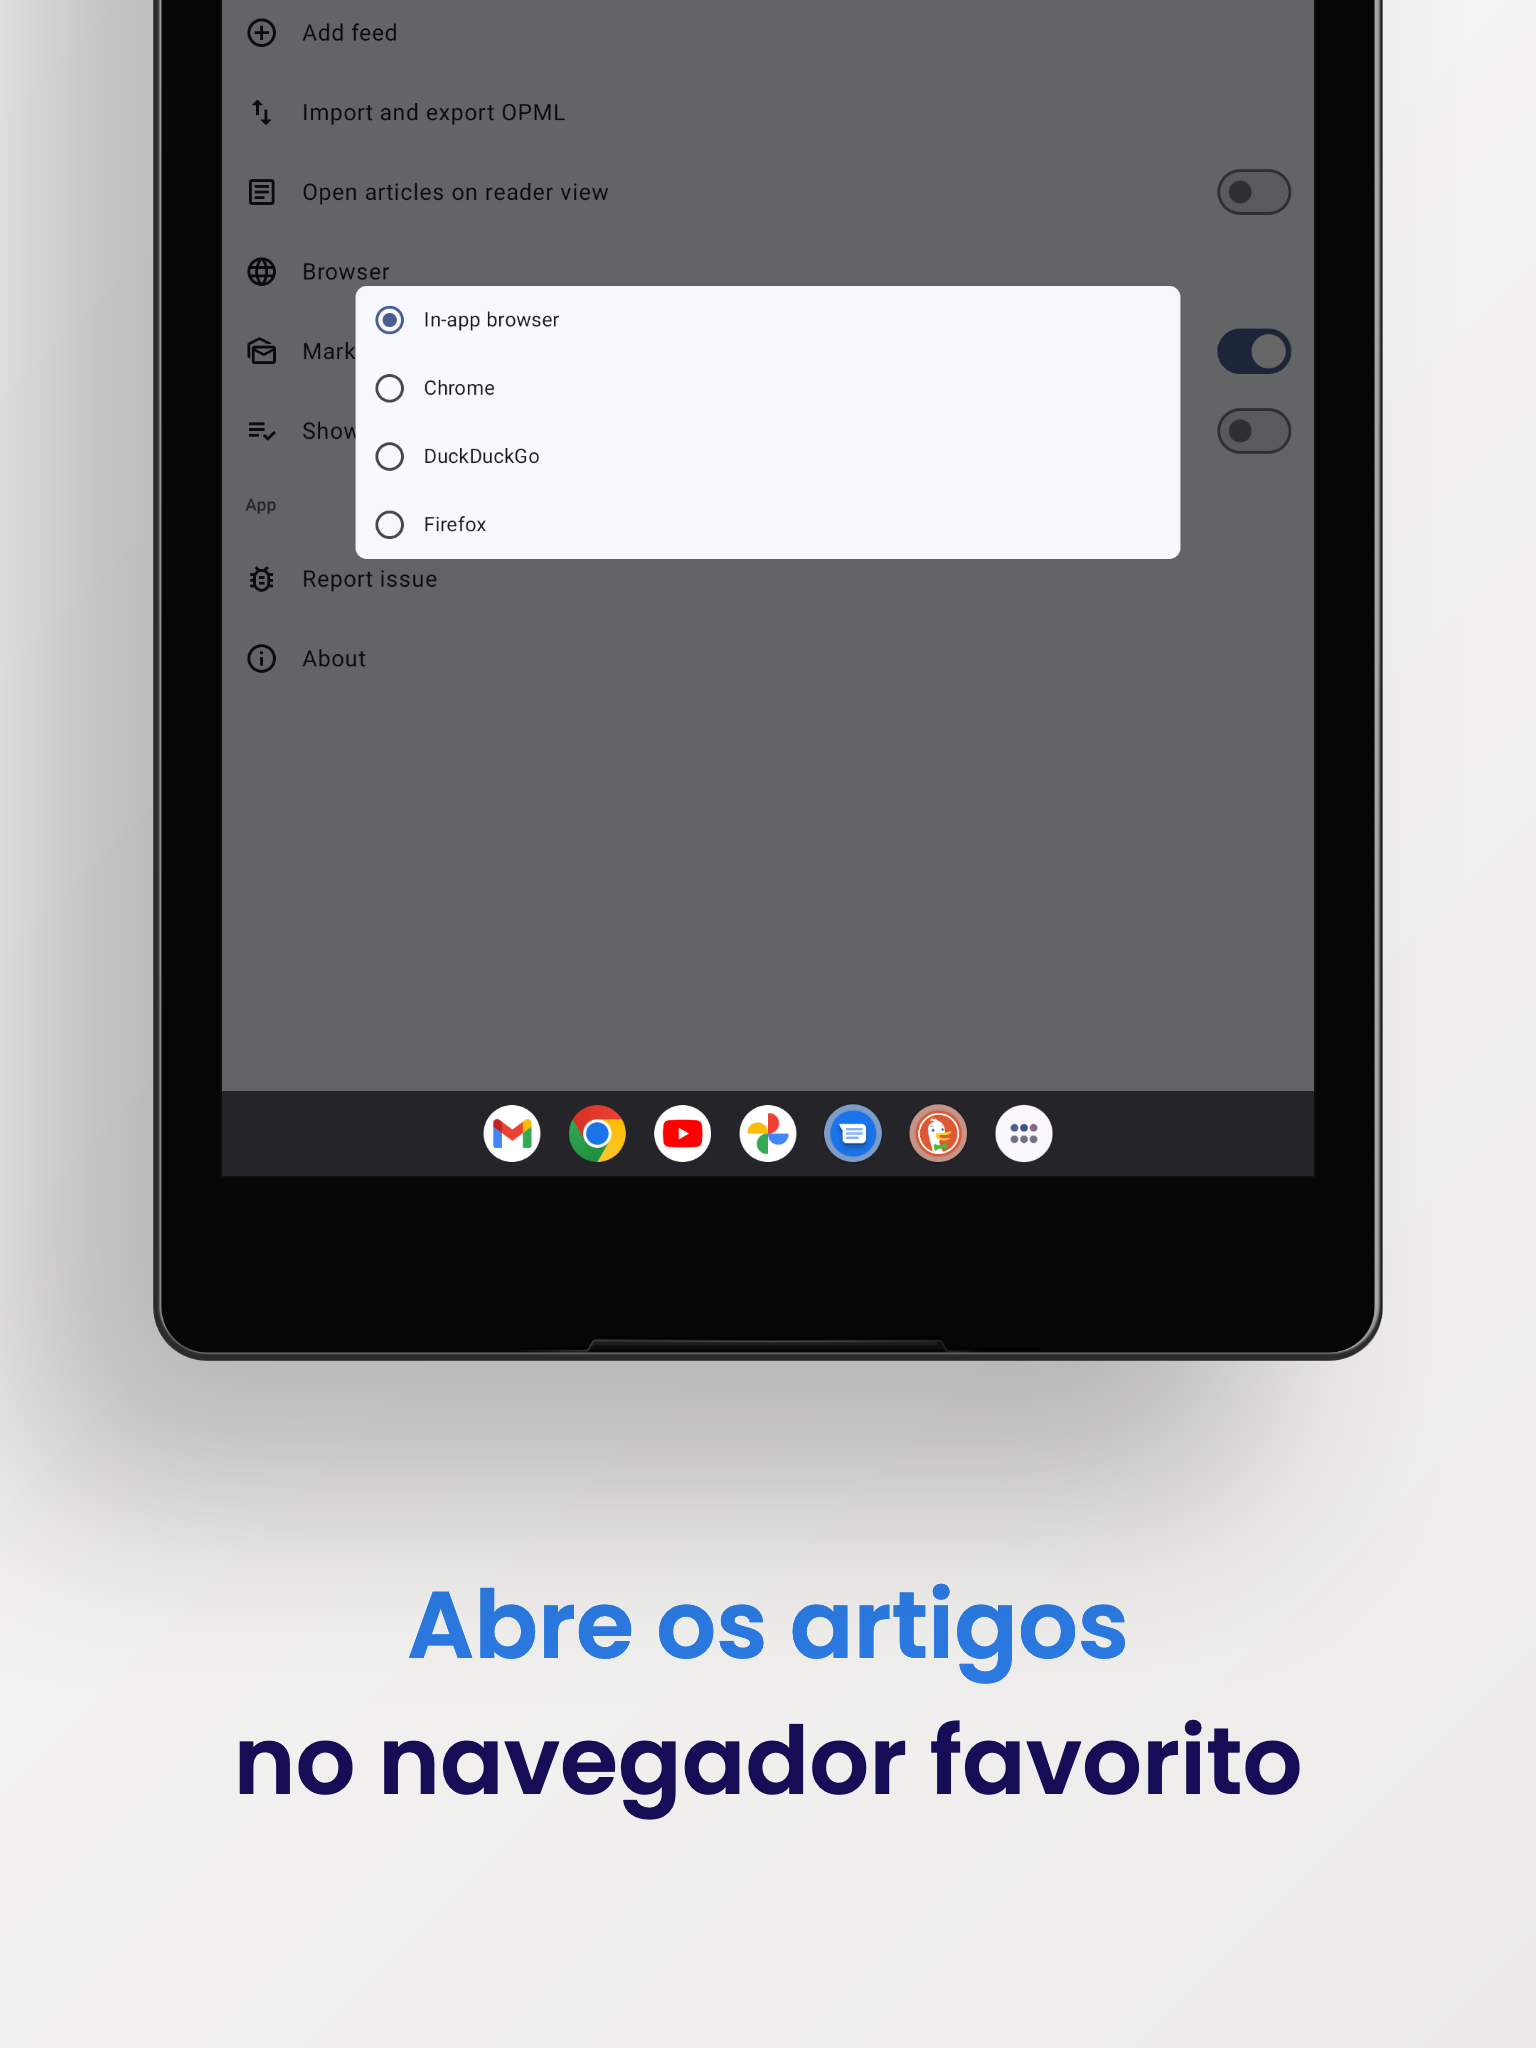 Add feed
Import and export OPML
Open articles on reader view
Browser
In-app browser
Mark
Chrome
Show
DuckDuckGo
App
Firefox
Report issue
About
Abre os artigos
no navegador favorito